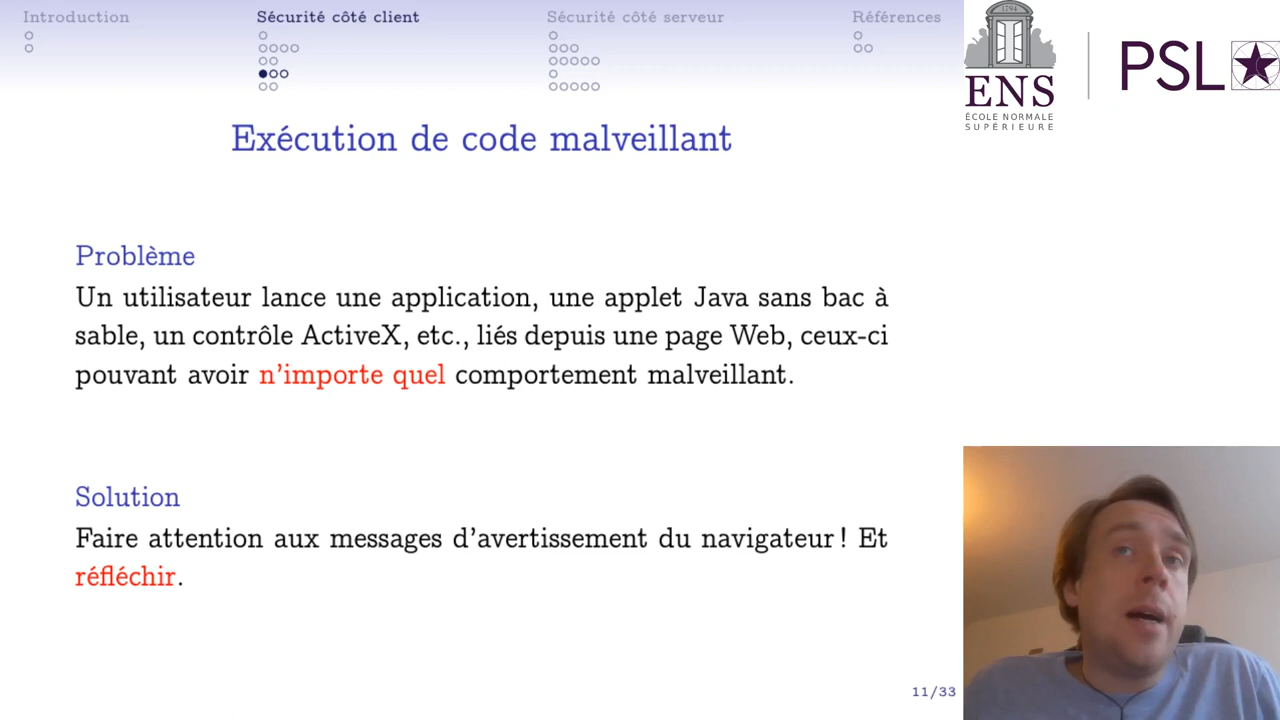 Introduction
Sécurité côté client
Sécurité côté serveur
Références
1794
ENS
ÉCOLE NORMALE
SUPÉRIEURE
PSL
Exécution de code malveillant
Problème
Un utilisateur lance une application, une applet Java sans bac à
sable, un contrôle ActiveX, etc., liés depuis une page Web, ceux-ci
pouvant avoir n'importe quel comportement malveillant.
Solution
Faire attention aux messages d'avertissement du navigateur ! Et
réfléchir.
11/33